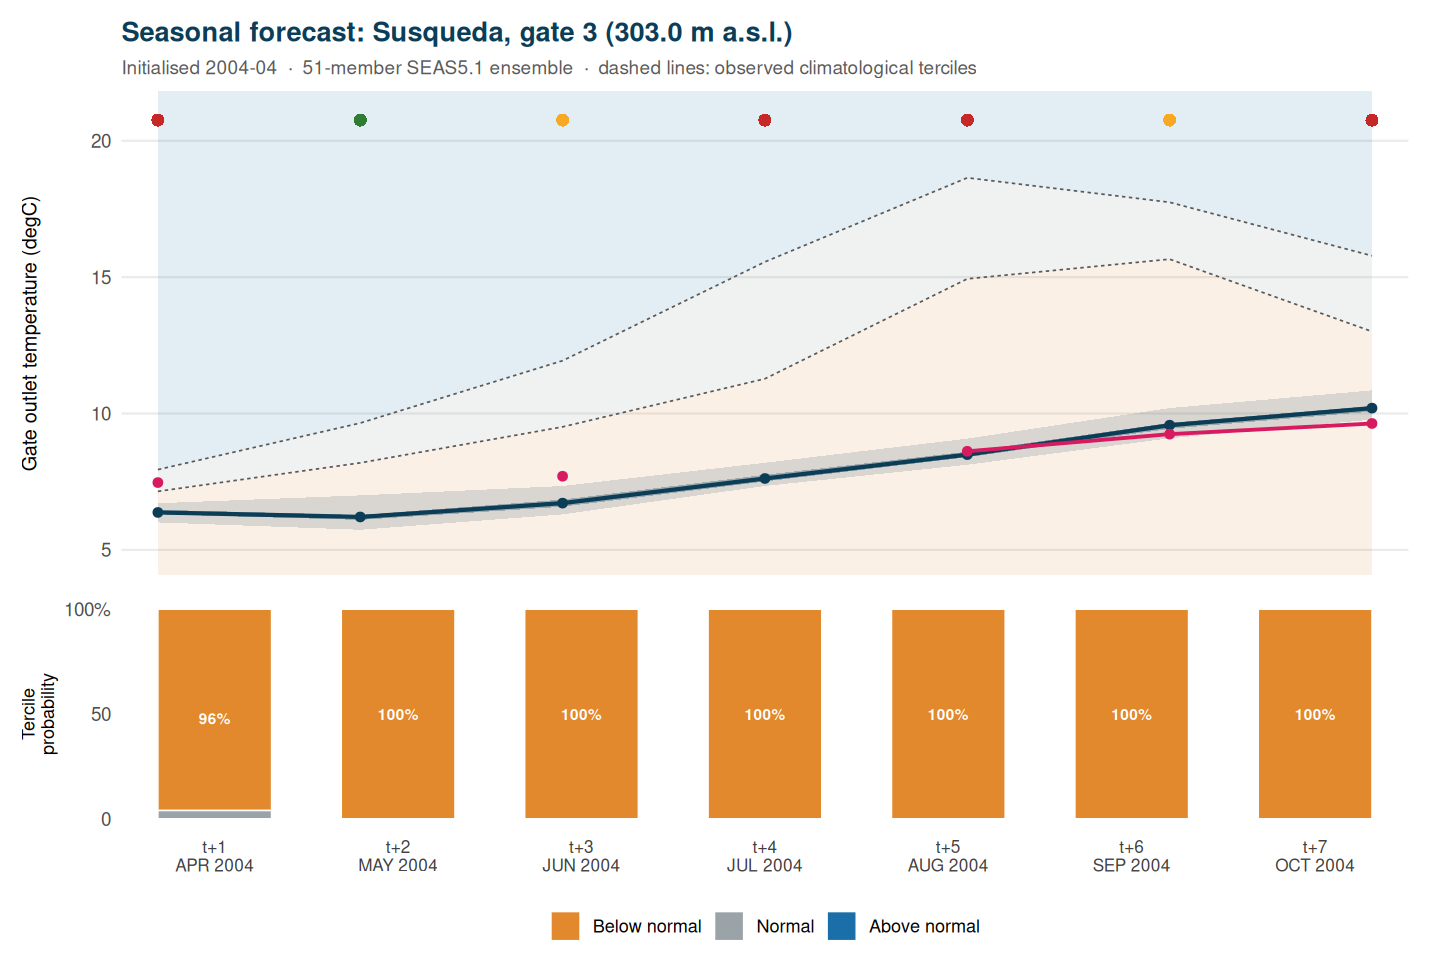 Seasonal forecast: Susqueda, gate 3 (303.0 m a.s.l.)
Initialised 2004-04 · 51-member SEAS5.1 ensemble · dashed lines: observed climatological terciles
Gate outlet temperature (degC)
20
15
10
5
Tercile
probability
100%
50
0
96%
100%
100%
100%
100%
100%
100%
t+1
APR 2004
t+2
MAY 2004
t+3
JUN 2004
t+4
JUL 2004
t+5
AUG 2004
t+6
SEP 2004
t+7
OCT 2004
Below normal
Normal
Above normal